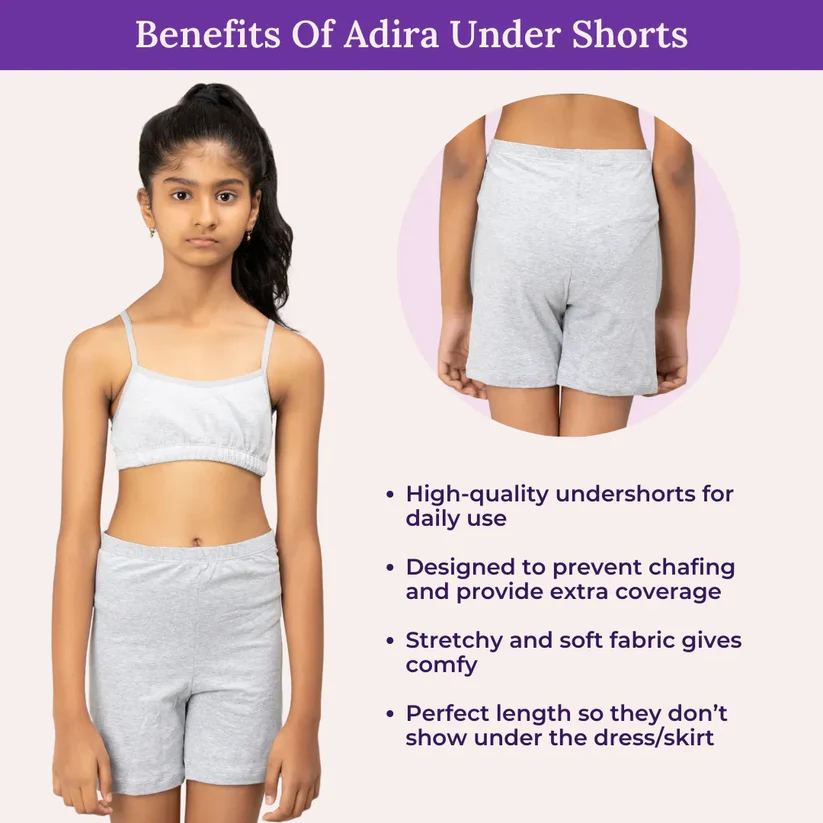 Benefits Of Adira Under Shorts
• High-quality undershorts for
daily use
• Designed to prevent chafing
and provide extra coverage
• Stretchy and soft fabric gives
comfy
• Perfect length so they don’t
show under the dress/skirt